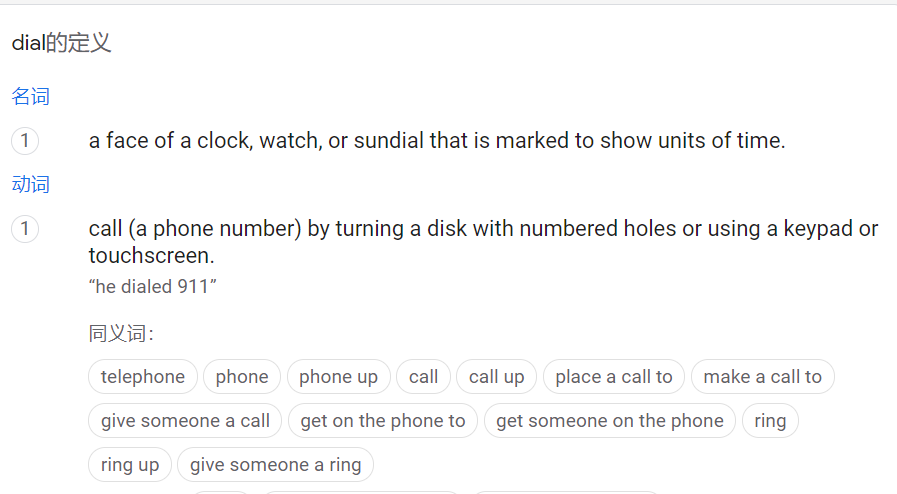 dial的定义
名词
1 a face of a clock, watch, or sundial that is marked to show units of time.
动词
1 call (a phone number) by turning a disk with numbered holes or using a keypad or
touchscreen.
“he dialed 911”
同义词：
telephone phone phone up call call up place a call to make a call to
give someone a call get on the phone to get someone on the phone ring
ring up give someone a ring